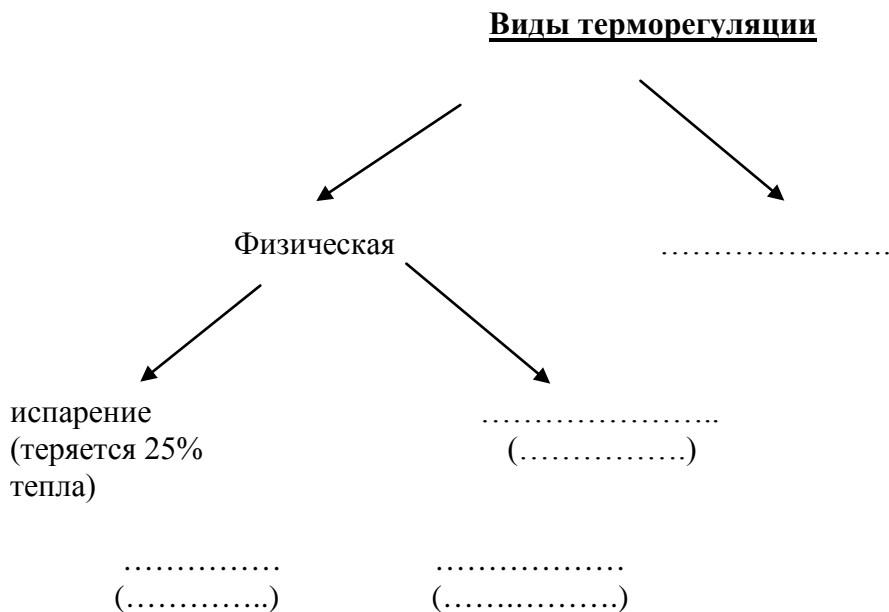 Виды терморегуляции
Физическая
………………….
испарение
(теряется 25%
тепла)
…………………..
(…………….)
……………
(…………..)
………………
(…….………….)